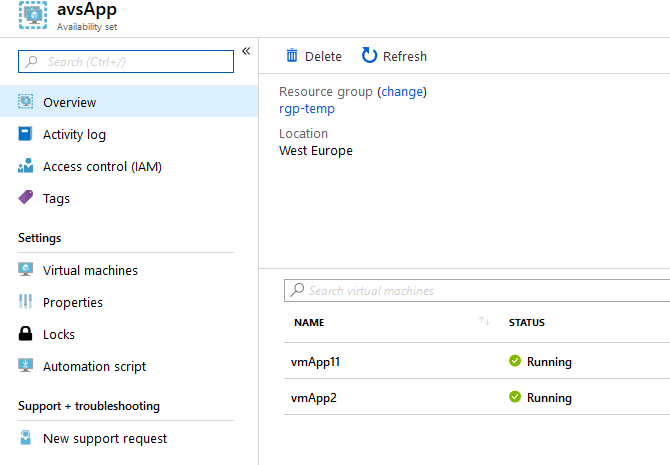 avsApp
Availability set
Search (Ctrl+/)
«
Overview
Activity log
Access control (IAM)
Tags
Settings
Virtual machines
Properties
Locks
Automation script
Support + troubleshooting
New support request
Delete Refresh
Resource group (change)
rgp-temp
Location
West Europe
Search virtual machines
NAME ↑↓ STATUS
vmApp11 Running
vmApp2 Running